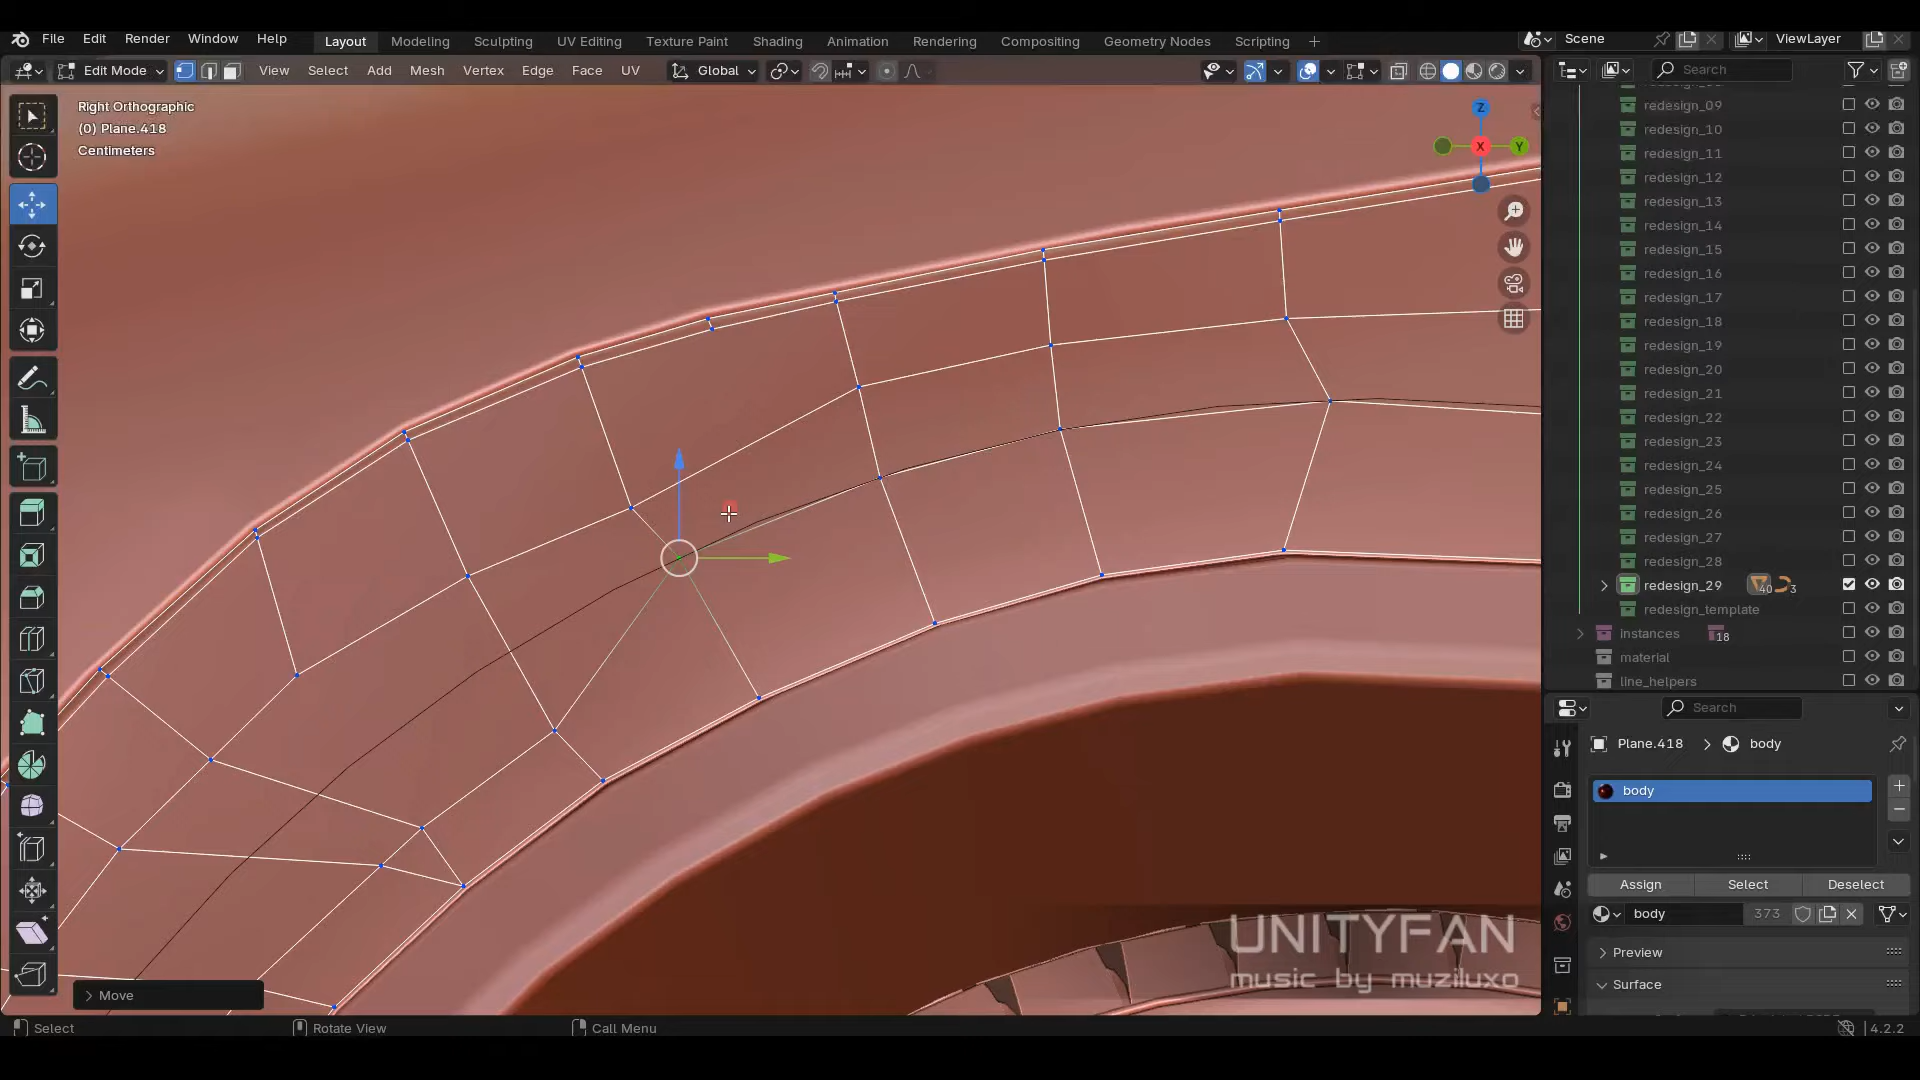 File Edit Render Window Help
Layout Modeling Sculpting UV Editing Texture Paint Shading Animation Rendering Compositing Geometry Nodes Scripting +
Scene
ViewLayer
Edit Mode View Select Add Mesh Vertex Edge Face UV Global
Search
Right Orthographic
(0) Plane.418
Centimeters
Z
X
Y
redesign_09
redesign_10
redesign_11
redesign_12
redesign_13
redesign_14
redesign_15
redesign_16
redesign_17
redesign_18
redesign_19
redesign_20
redesign_21
redesign_22
redesign_23
redesign_24
redesign_25
redesign_26
redesign_27
redesign_28
redesign_29 40 3
redesign_template
instances 18
material
line_helpers
Search
Plane.418 > body
body
Assign Select Deselect
body 373
Preview
Surface
UNITYFAN
music by muziluxo
Move
Select Rotate View Call Menu 4.2.2